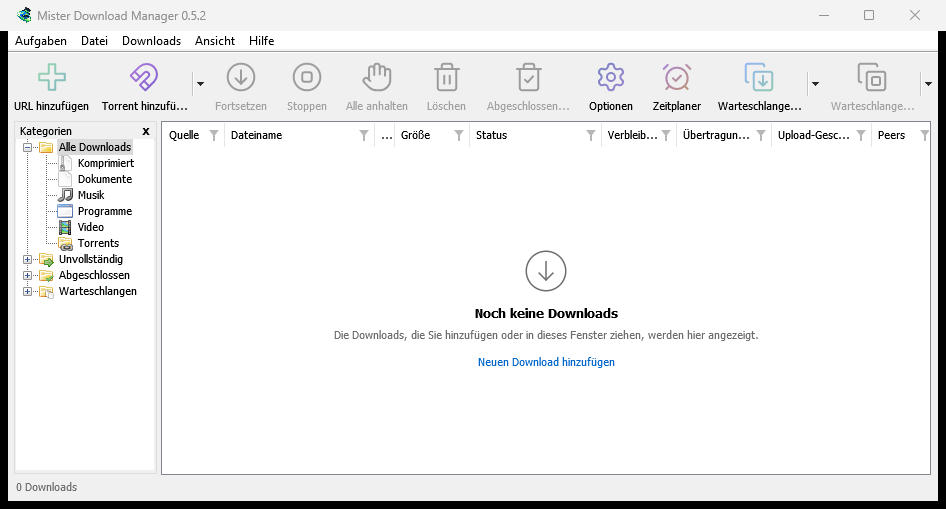 Mister Download Manager 0.5.2
Aufgaben Datei Downloads Ansicht Hilfe
URL hinzufügen Torrent hinzufü... Fortsetzen Stoppen Alle anhalten Löschen Abgeschlossen... Optionen Zeitplaner Warteschlange... Warteschlange...
Kategorien x
Quelle Dateiname ... Größe Status Verbleib... Übertragun... Upload-Gesc... Peers
Alle Downloads
Komprimiert
Dokumente
Musik
Programme
Video
Torrents
Unvollständig
Abgeschlossen
Warteschlangen
Noch keine Downloads
Die Downloads, die Sie hinzufügen oder in dieses Fenster ziehen, werden hier angezeigt.
Neuen Download hinzufügen
0 Downloads